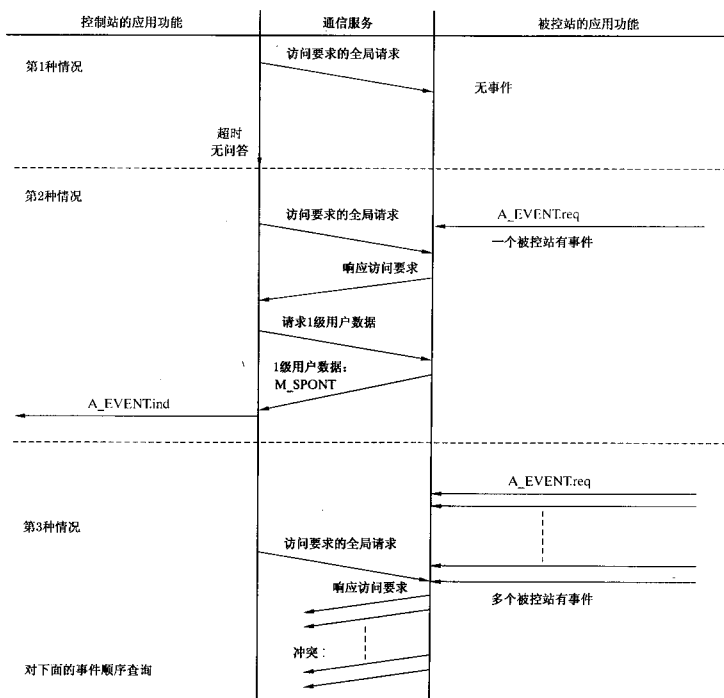 控制站的应用功能
通信服务
被控站的应用功能
第1种情况
访问要求的全局请求
无事件
超时
无问答
第2种情况
访问要求的全局请求
A_EVENT.req
一个被控站有事件
响应访问要求
请求1级用户数据
1级用户数据:
M_SPONT
A_EVENT.ind
A_EVENT.req
第3种情况
访问要求的全局请求
响应访问要求
多个被控站有事件
冲突:
对下面的事件顺序查询